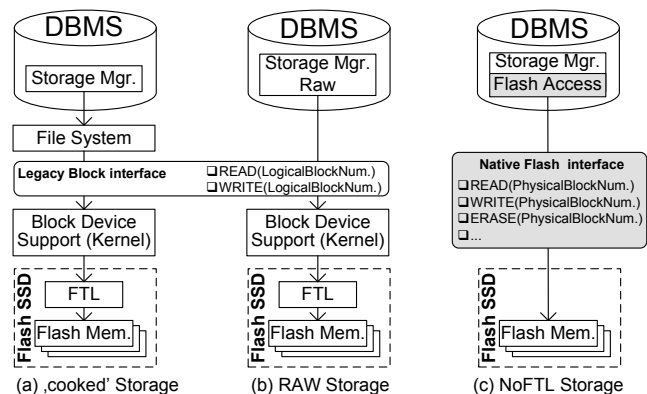 DBMS
Storage Mgr.
File System
DBMS
Storage Mgr.
Raw
DBMS
Storage Mgr.
Flash Access
Legacy Block interface
❑READ(LogicalBlockNum.)
❑WRITE(LogicalBlockNum.)
Native Flash interface
❑READ(PhysicalBlockNum.)
❑WRITE(PhysicalBlockNum.)
❑ERASE(PhysicalBlockNum.)
❑...
Block Device
Support (Kernel)
Block Device
Support (Kernel)
Flash SSD
FTL
Flash Mem.
Flash SSD
FTL
Flash Mem.
Flash SSD
Flash Mem.
(a) ‚cooked’ Storage
(b) RAW Storage
(c) NoFTL Storage